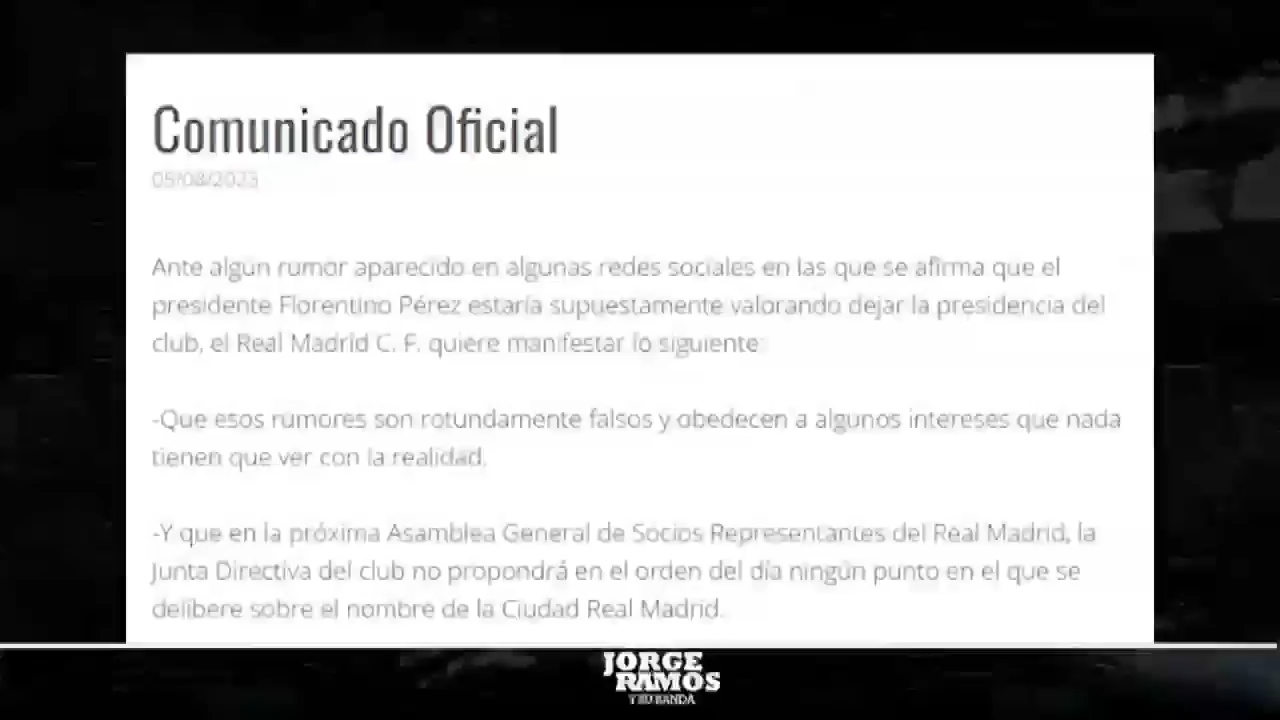 Comunicado Oficial
05/08/2023
Ante algún rumor aparecido en algunas redes sociales en las que se afirma que el
presidente Florentino Pérez estaría supuestamente valorando dejar la presidencia del
club, el Real Madrid C. F. quiere manifestar lo siguiente:
-Que esos rumores son rotundamente falsos y obedecen a algunos intereses que nada
tienen que ver con la realidad.
-Y que en la próxima Asamblea General de Socios Representantes del Real Madrid, la
Junta Directiva del club no propondrá en el orden del día ningún punto en el que se
delibere sobre el nombre de la Ciudad Real Madrid.
JORGE
RAMOS
Y SU BANDA